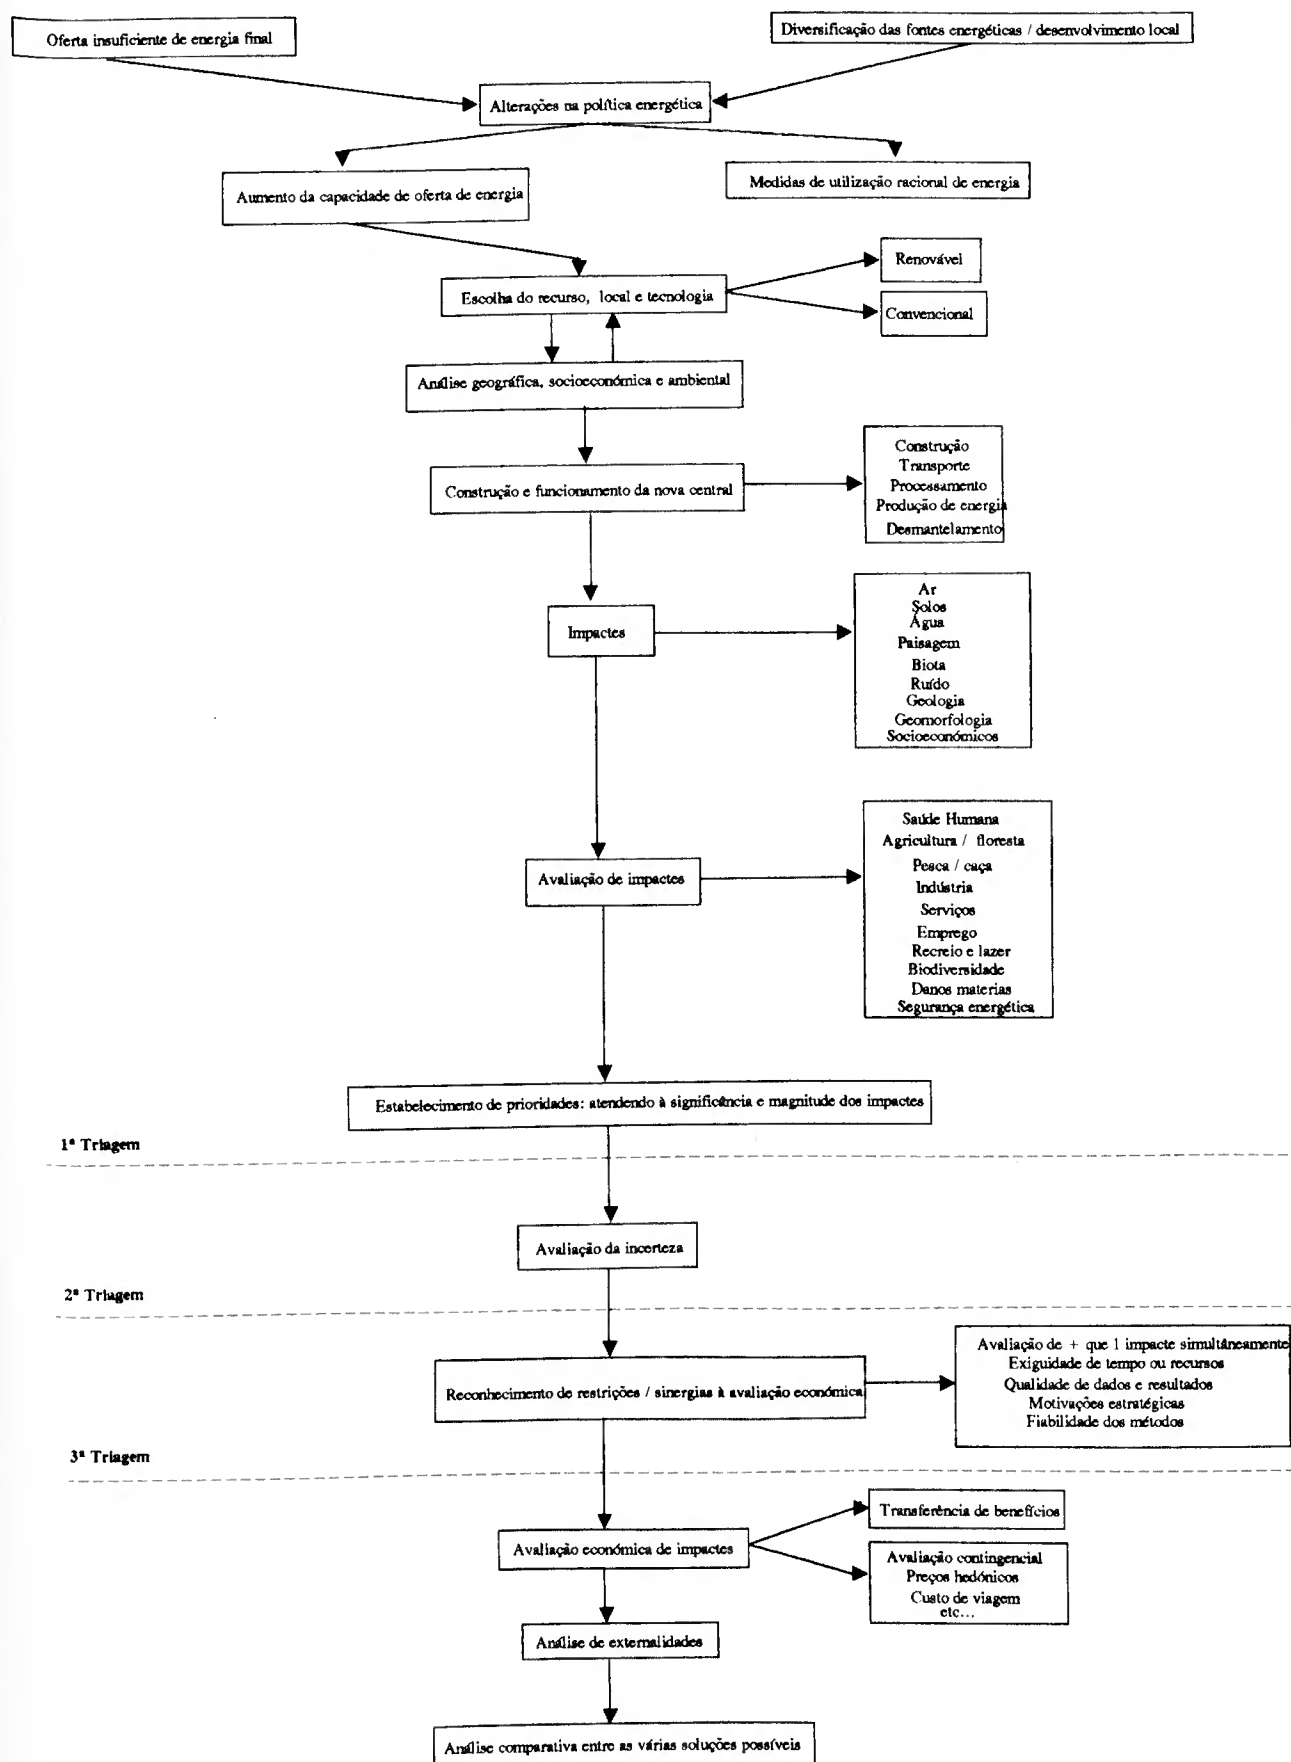 Oferta insuficiente de energia final
Diversificação das fontes energéticas / desenvolvimento local
Alterações na política energética
Aumento da capacidade de oferta de energia
Medidas de utilização racional de energia
Renovável
Escolha do recurso, local e tecnologia
Convencional
Análise geográfica, socioeconómica e ambiental
Construção e funcionamento da nova central
Construção
Transporte
Processamento
Produção de energia
Desmantelamento
Impactes
Ar
Solos
Água
Paisagem
Biota
Ruído
Geologia
Geomorfologia
Socioeconómicos
Avaliação de impactes
Saúde Humana
Agricultura / floresta
Pesca / caça
Indústria
Serviços
Emprego
Recreio e lazer
Biodiversidade
Danos materias
Segurança energética
Estabelecimento de prioridades: atendendo à significância e magnitude dos impactes
1ª Triagem
Avaliação da incerteza
2ª Triagem
Reconhecimento de restrições / sinergias à avaliação económica
Avaliação de + que 1 impacte simultâneamente
Exiguidade de tempo ou recursos
Qualidade de dados e resultados
Motivações estratégicas
Fiabilidade dos métodos
3ª Triagem
Transferência de benefícios
Avaliação económica de impactes
Avaliação contingencial
Preços hedónicos
Custo de viagem
etc...
Análise de externalidades
Análise comparativa entre as várias soluções possíveis